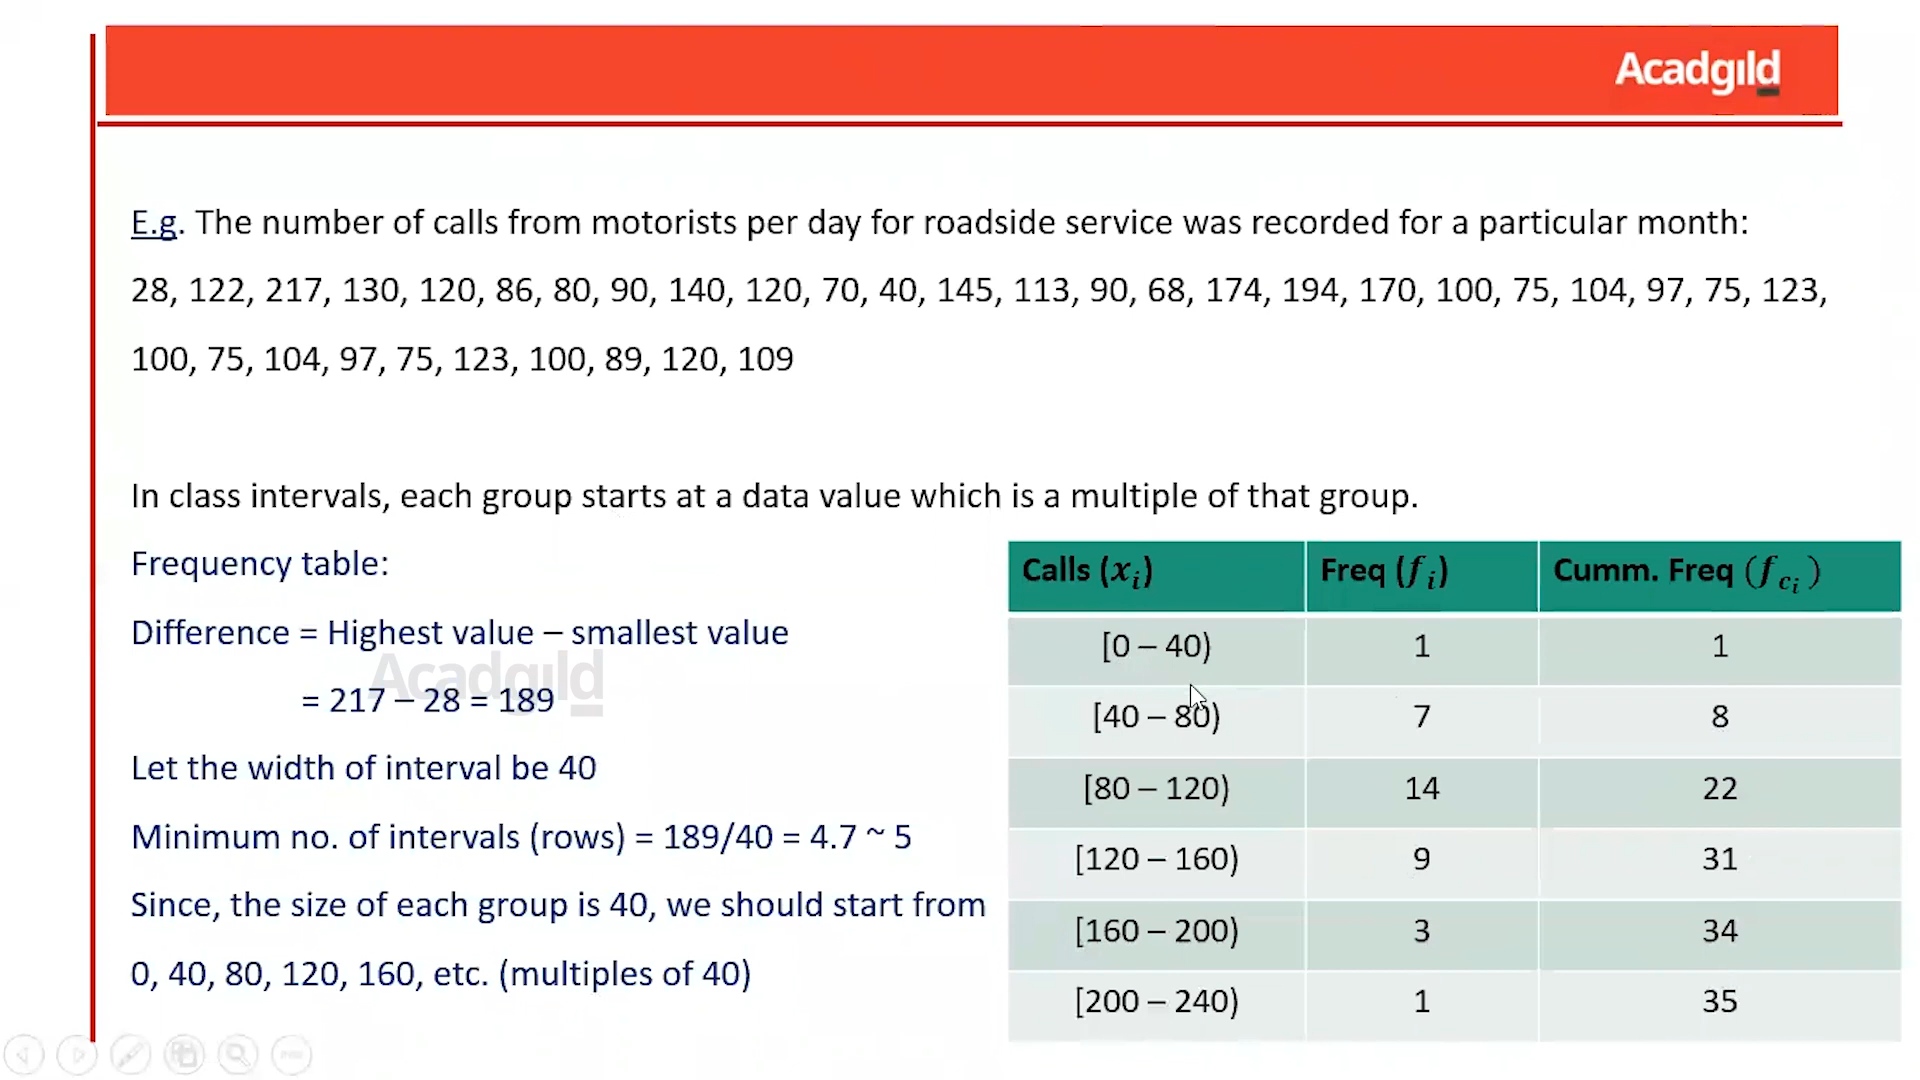 Acadgild
E.g. The number of calls from motorists per day for roadside service was recorded for a particular month:
28, 122, 217, 130, 120, 86, 80, 90, 140, 120, 70, 40, 145, 113, 90, 68, 174, 194, 170, 100, 75, 104, 97, 75, 123,
100, 75, 104, 97, 75, 123, 100, 89, 120, 109
In class intervals, each group starts at a data value which is a multiple of that group.
Frequency table:
Difference = Highest value – smallest value
Acadgild
= 217 – 28 = 189
Let the width of interval be 40
Minimum no. of intervals (rows) = 189/40 = 4.7 ~ 5
Since, the size of each group is 40, we should start from
0, 40, 80, 120, 160, etc. (multiples of 40)
Calls (xᵢ) Freq (fᵢ) Cumm. Freq (f_cᵢ)
[0 – 40) 1 1
[40 – 80) 7 8
[80 – 120) 14 22
[120 – 160) 9 31
[160 – 200) 3 34
[200 – 240) 1 35